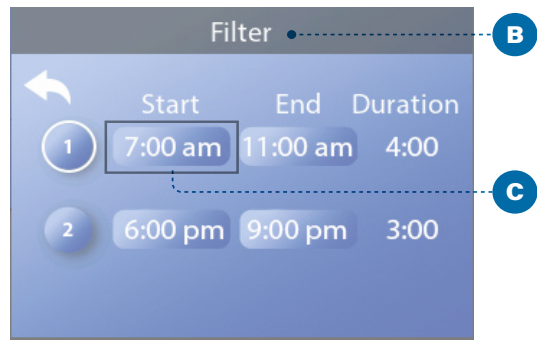 Filter B
Start End Duration
1 7:00 am 11:00 am 4:00
C
2 6:00 pm 9:00 pm 3:00